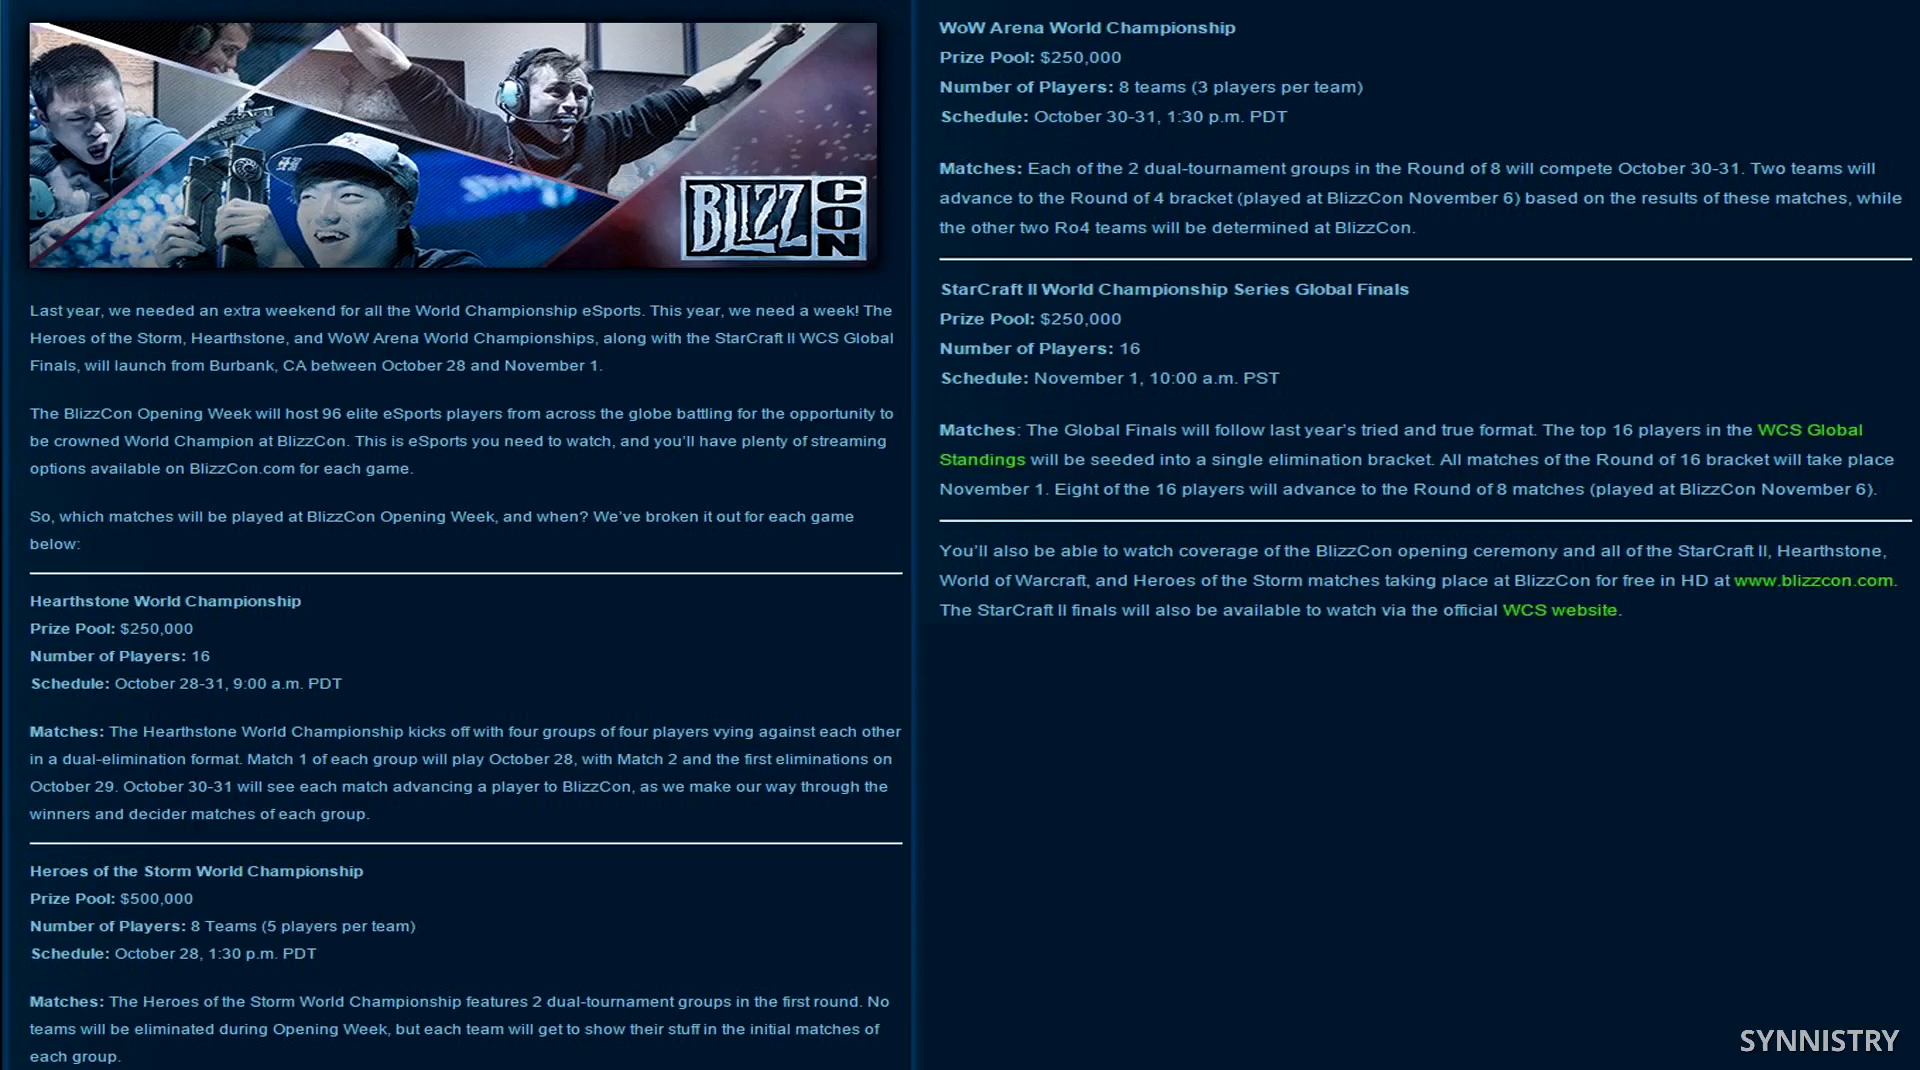 BLIZZ
CON
Last year, we needed an extra weekend for all the World Championship eSports. This year, we need a week! The
Heroes of the Storm, Hearthstone, and WoW Arena World Championships, along with the StarCraft II WCS Global
Finals, will launch from Burbank, CA between October 28 and November 1.
The BlizzCon Opening Week will host 96 elite eSports players from across the globe battling for the opportunity to
be crowned World Champion at BlizzCon. This is eSports you need to watch, and you'll have plenty of streaming
options available on BlizzCon.com for each game.
So, which matches will be played at BlizzCon Opening Week, and when? We've broken it out for each game
below:
Hearthstone World Championship
Prize Pool: $250,000
Number of Players: 16
Schedule: October 28-31, 9:00 a.m. PDT
Matches: The Hearthstone World Championship kicks off with four groups of four players vying against each other
in a dual-elimination format. Match 1 of each group will play October 28, with Match 2 and the first eliminations on
October 29. October 30-31 will see each match advancing a player to BlizzCon, as we make our way through the
winners and decider matches of each group.
Heroes of the Storm World Championship
Prize Pool: $500,000
Number of Players: 8 Teams (5 players per team)
Schedule: October 28, 1:30 p.m. PDT
Matches: The Heroes of the Storm World Championship features 2 dual-tournament groups in the first round. No
teams will be eliminated during Opening Week, but each team will get to show their stuff in the initial matches of
each group.
WoW Arena World Championship
Prize Pool: $250,000
Number of Players: 8 teams (3 players per team)
Schedule: October 30-31, 1:30 p.m. PDT
Matches: Each of the 2 dual-tournament groups in the Round of 8 will compete October 30-31. Two teams will
advance to the Round of 4 bracket (played at BlizzCon November 6) based on the results of these matches, while
the other two Ro4 teams will be determined at BlizzCon.
StarCraft II World Championship Series Global Finals
Prize Pool: $250,000
Number of Players: 16
Schedule: November 1, 10:00 a.m. PST
Matches: The Global Finals will follow last year's tried and true format. The top 16 players in the WCS Global
Standings will be seeded into a single elimination bracket. All matches of the Round of 16 bracket will take place
November 1. Eight of the 16 players will advance to the Round of 8 matches (played at BlizzCon November 6).
You'll also be able to watch coverage of the BlizzCon opening ceremony and all of the StarCraft II, Hearthstone,
World of Warcraft, and Heroes of the Storm matches taking place at BlizzCon for free in HD at www.blizzcon.com.
The StarCraft II finals will also be available to watch via the official WCS website.
SYNNISTRY